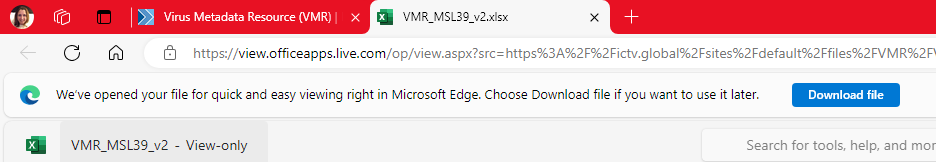 Virus Metadata Resource (VMR) |
VMR_MSL39_v2.xlsx
https://view.officeapps.live.com/op/view.aspx?src=https%3A%2F%2Fictv.global%2Fsites%2Fdefault%2Ffiles%2FVMR%2FV
We've opened your file for quick and easy viewing right in Microsoft Edge. Choose Download file if you want to use it later.
Download file
VMR_MSL39_v2 - View-only
Search for tools, help, and mor